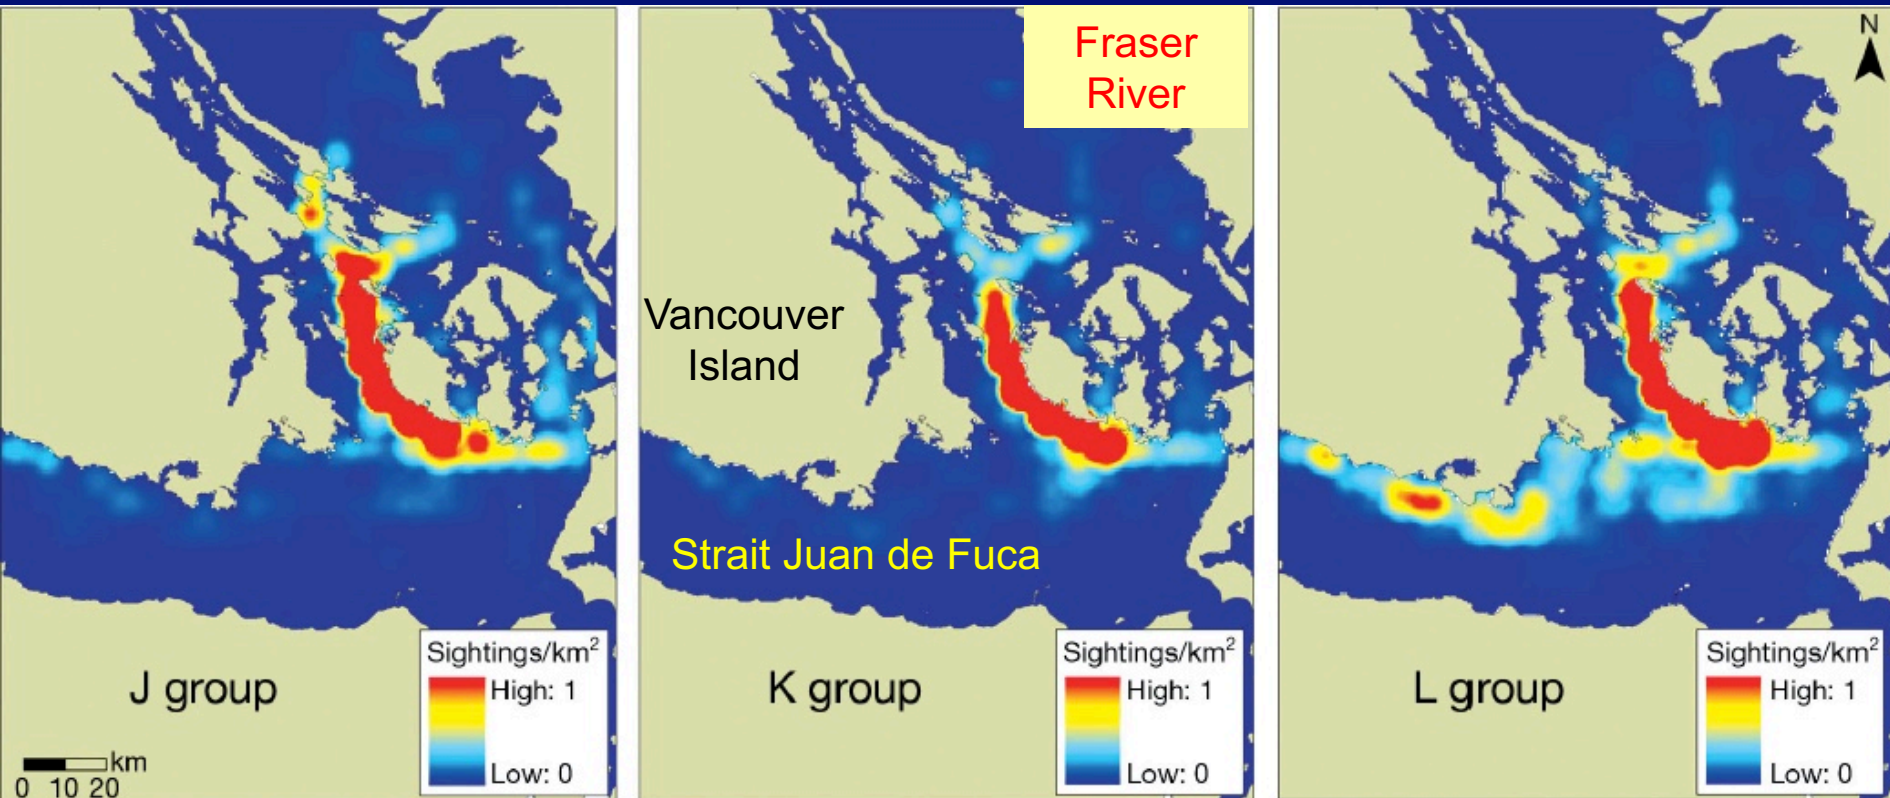 Fraser
River
N
Vancouver
Island
Strait Juan de Fuca
J group
Sightings/km²
High: 1
Low: 0
km
0 10 20
K group
Sightings/km²
High: 1
Low: 0
L group
Sightings/km²
High: 1
Low: 0